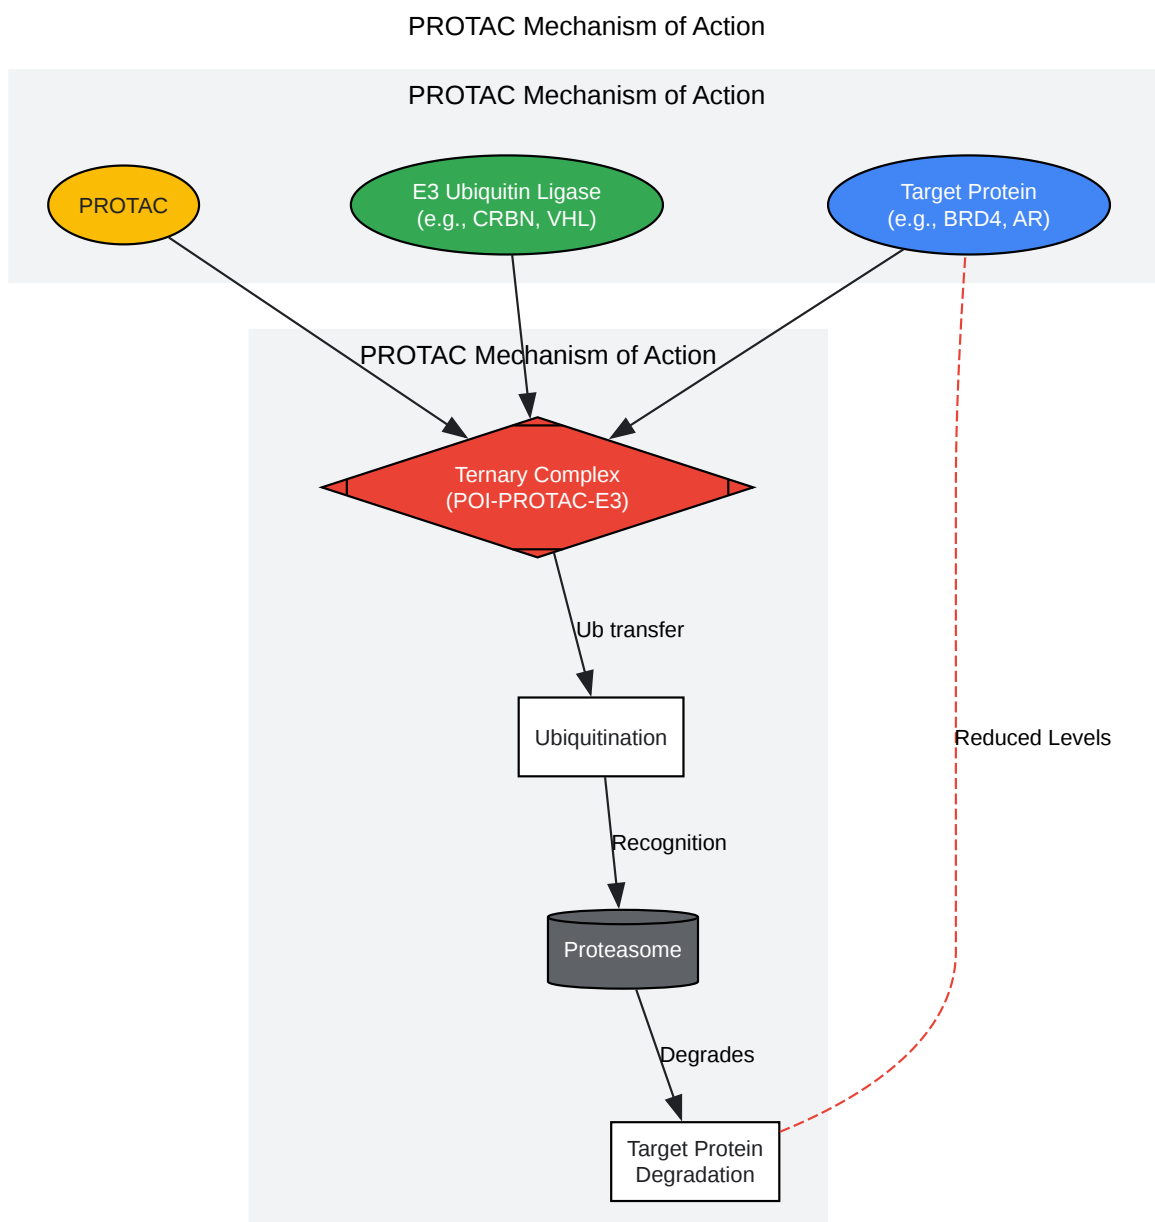 PROTAC Mechanism of Action
PROTAC Mechanism of Action
PROTAC
E3 Ubiquitin Ligase
(e.g., CRBN, VHL)
Target Protein
(e.g., BRD4, AR)
PROTAC Mechanism of Action
Ternary Complex
(POI-PROTAC-E3)
Ub transfer
Ubiquitination
Reduced Levels
Recognition
Proteasome
Degrades
Target Protein
Degradation